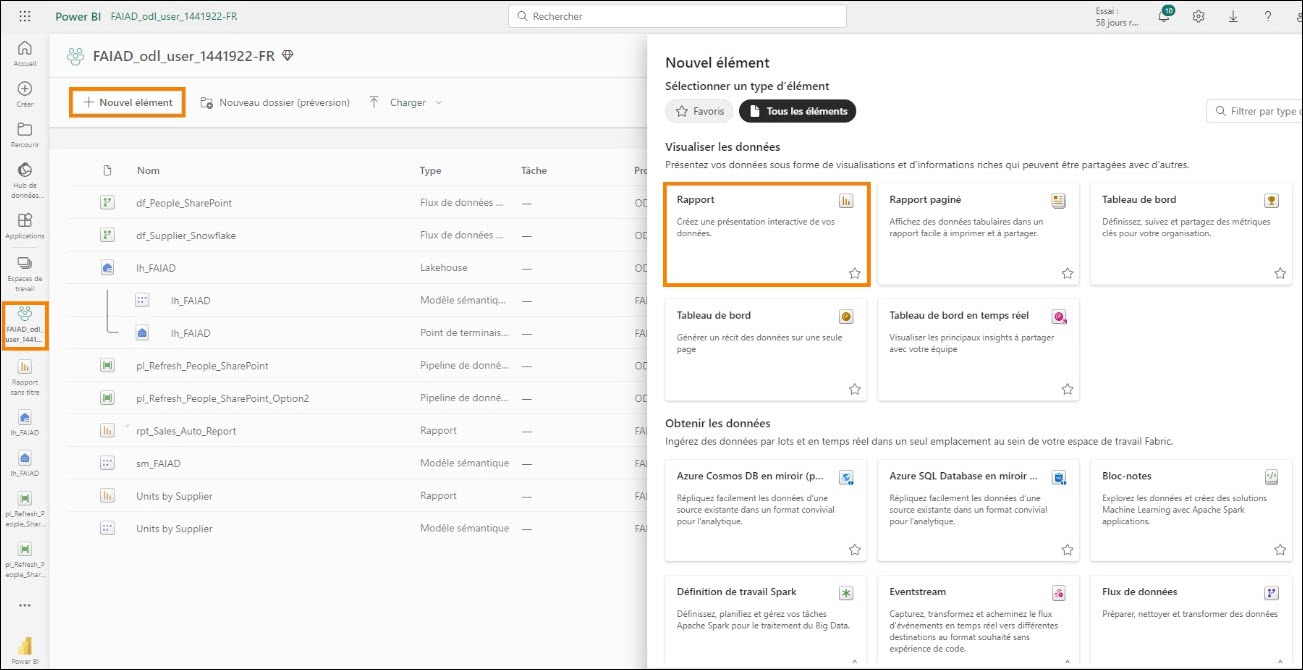 Power BI FAIAD_odl_user_1441922-FR
Rechercher
Essai :
58 jours r...
10
Accueil
Créer
Parcourir
Hub de
données...
Applications
Espaces de
travail
FAIAD_odl_
user_1441...
Rapport
sans titre
lh_FAIAD
lh_FAIAD
pl_Refresh_P
eople_Shar...
pl_Refresh_P
eople_Shar...
Power BI
FAIAD_odl_user_1441922-FR
Nouvel élément
Nouveau dossier (préversion)
Charger
Nom Type Tâche Pro
df_People_SharePoint Flux de données ... — OD
df_Supplier_Snowflake Flux de données ... — OD
lh_FAIAD Lakehouse — OD
lh_FAIAD Modèle sémantiq... — OD
lh_FAIAD Point de terminais... — OD
pl_Refresh_People_SharePoint Pipeline de donné... — OD
pl_Refresh_People_SharePoint_Option2 Pipeline de donné... — OD
rpt_Sales_Auto_Report Rapport — FAI
sm_FAIAD Modèle sémantique — FAI
Units by Supplier Rapport — FAI
Units by Supplier Modèle sémantique — FAI
Nouvel élément
Sélectionner un type d'élément
Favoris
Tous les éléments
Filtrer par type d
Visualiser les données
Présentez vos données sous forme de visualisations et d'informations riches qui peuvent être partagées avec d'autres.
Rapport
Créez une présentation interactive de vos
données.
Rapport paginé
Affichez des données tabulaires dans un
rapport facile à imprimer et à partager.
Tableau de bord
Définissez, suivez et partagez des métriques
clés pour votre organisation.
Tableau de bord
Générer un récit des données sur une seule
page
Tableau de bord en temps réel
Visualiser les principaux insights à partager
avec votre équipe
Obtenir les données
Ingérez des données par lots et en temps réel dans un seul emplacement au sein de votre espace de travail Fabric.
Azure Cosmos DB en miroir (p...
Répliquez facilement les données d'une
source existante dans un format convivial
pour l'analytique.
Azure SQL Database en miroir ...
Répliquez facilement les données d'une
source existante dans un format convivial
pour l'analytique.
Bloc-notes
Explorez les données et créez des solutions
Machine Learning avec Apache Spark
applications.
Définition de travail Spark
Définissez, planifiez et gérez vos tâches
Apache Spark pour le traitement du Big Data.
Eventstream
Capturez, transformez et acheminez le flux
d'événements en temps réel vers différentes
destinations au format souhaité sans
expérience de code.
Flux de données
Préparer, nettoyer et transformer des données